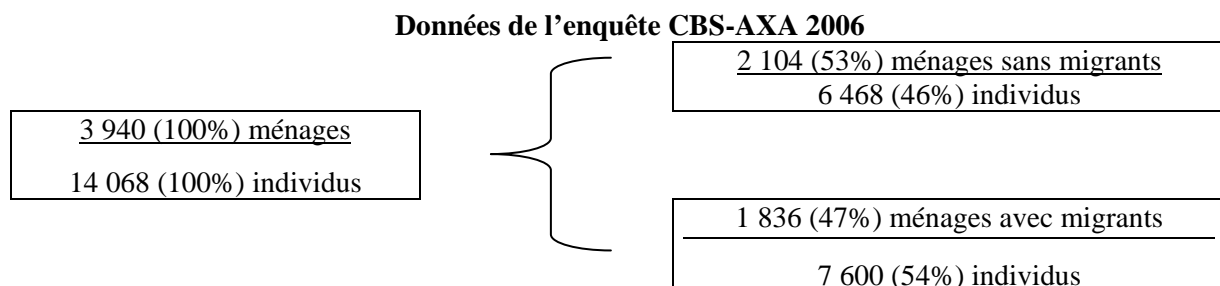 Données de l'enquête CBS-AXA 2006
2 104 (53%) ménages sans migrants
6 468 (46%) individus
3 940 (100%) ménages
14 068 (100%) individus
1 836 (47%) ménages avec migrants
7 600 (54%) individus